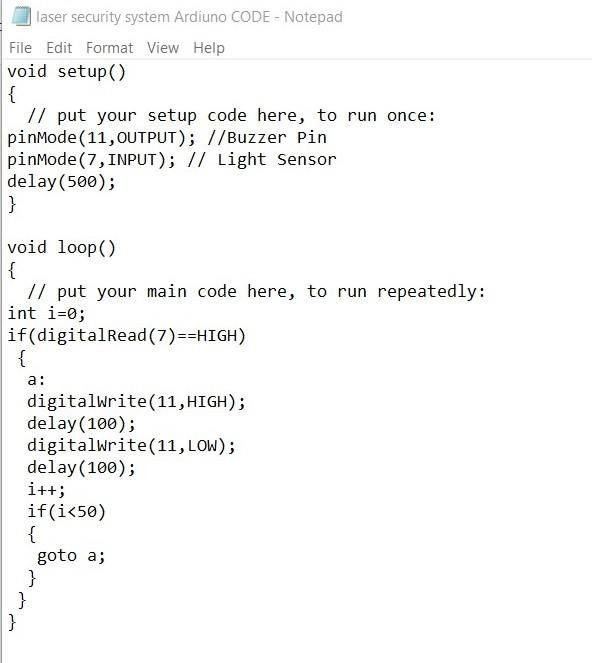 laser security system Ardiuno CODE - Notepad
File Edit Format View Help
void setup()
{
  // put your setup code here, to run once:
pinMode(11,OUTPUT); //Buzzer Pin
pinMode(7,INPUT); // Light Sensor
delay(500);
}

void loop()
{
  // put your main code here, to run repeatedly:
int i=0;
if(digitalRead(7)==HIGH)
 {
  a:
  digitalWrite(11,HIGH);
  delay(100);
  digitalWrite(11,LOW);
  delay(100);
  i++;
  if(i<50)
  {
   goto a;
  }
 }
}